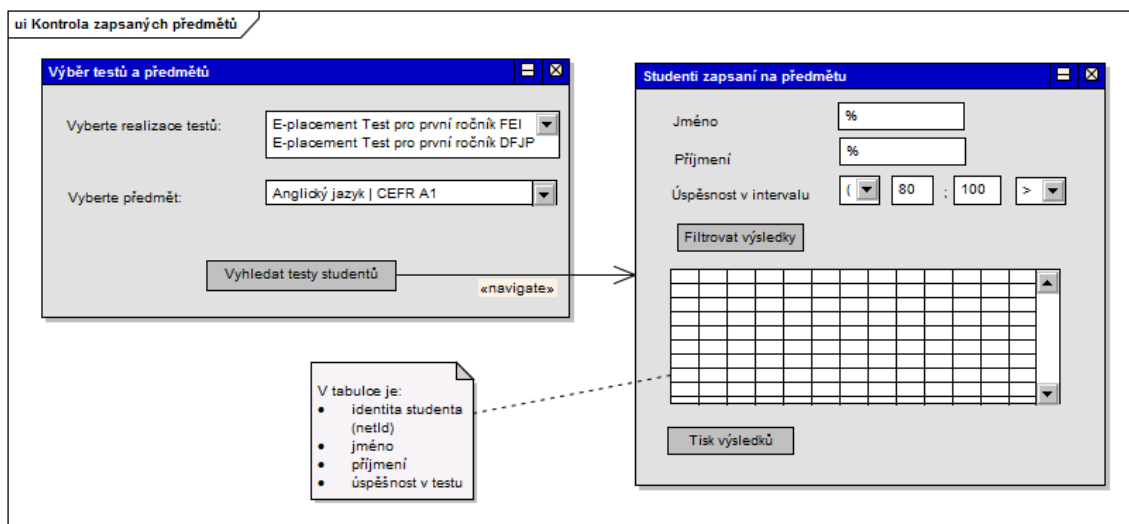 ui Kontrola zapsaných předmětů
Výběr testů a předmětů
Vyberte realizace testů:
E-placement Test pro první ročník FEI
E-placement Test pro první ročník DFJP
Vyberte předmět:
Anglický jazyk | CEFR A1
Vyhledat testy studentů
«navigate»
Studenti zapsaní na předmětu
Jméno
%
Příjmení
%
Úspěsnost v intervalu
( 80 ; 100 >
Filtrovat výsledky
Tisk výsledků
V tabulce je:
• identita studenta
(netId)
• jméno
• příjmení
• úspěšnost v testu